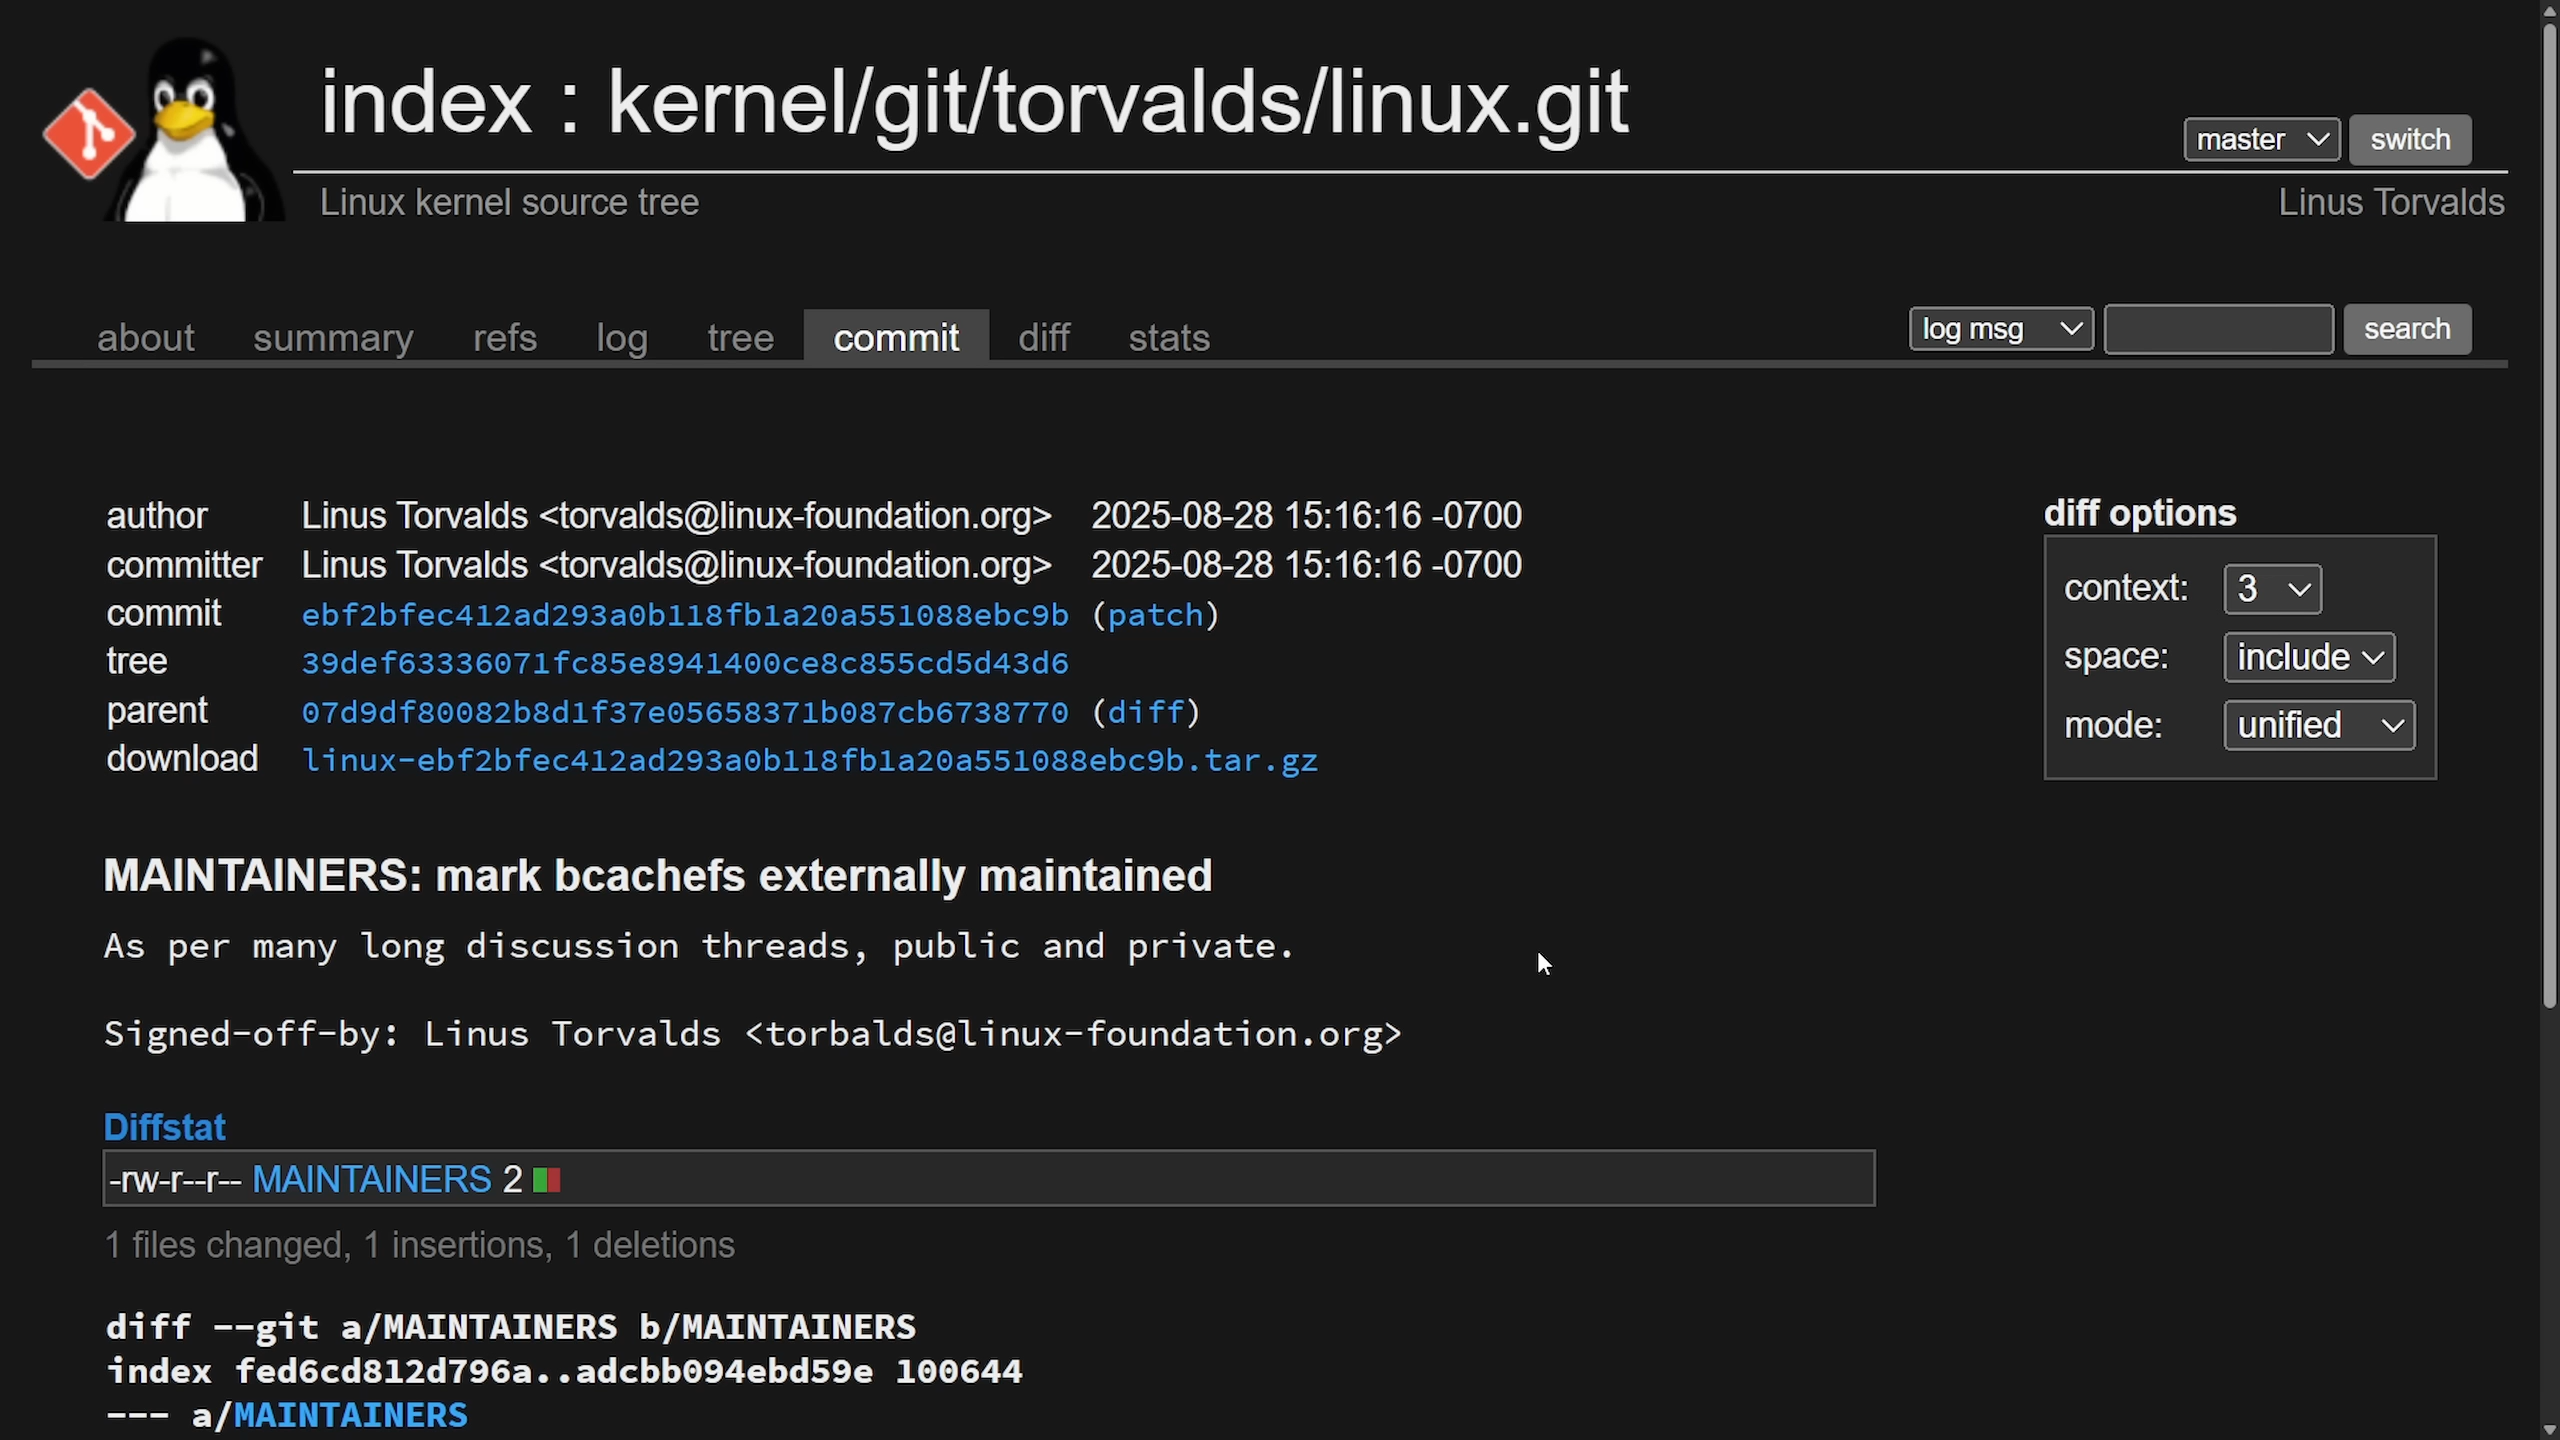 index : kernel/git/torvalds/linux.git
master switch
Linux kernel source tree
Linus Torvalds
about summary refs log tree commit diff stats
log msg search
author Linus Torvalds <torvalds@linux-foundation.org> 2025-08-28 15:16:16 -0700
committer Linus Torvalds <torvalds@linux-foundation.org> 2025-08-28 15:16:16 -0700
commit ebf2bfec412ad293a0b118fb1a20a551088ebc9b (patch)
tree 39def63336071fc85e8941400ce8c855cd5d43d6
parent 07d9df80082b8d1f37e05658371b087cb6738770 (diff)
download linux-ebf2bfec412ad293a0b118fb1a20a551088ebc9b.tar.gz
diff options
context: 3
space: include
mode: unified
MAINTAINERS: mark bcachefs externally maintained
As per many long discussion threads, public and private.
Signed-off-by: Linus Torvalds <torbalds@linux-foundation.org>
Diffstat
-rw-r--r-- MAINTAINERS 2
1 files changed, 1 insertions, 1 deletions
diff --git a/MAINTAINERS b/MAINTAINERS
index fed6cd812d796a..adcbb094ebd59e 100644
--- a/MAINTAINERS